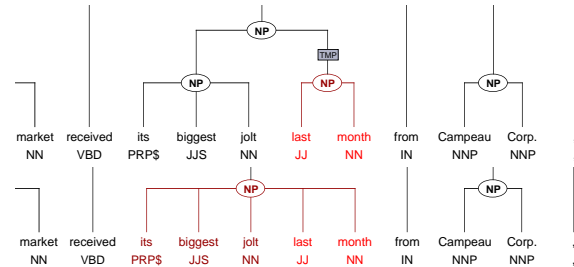 NP
TMP
NP NP NP
market received its biggest jolt last month from Campeau Corp.
NN VBD PRP$ JJS NN JJ NN IN NNP NNP
NP NP
market received its biggest jolt last month from Campeau Corp.
NN VBD PRP$ JJS NN JJ NN IN NNP NNP